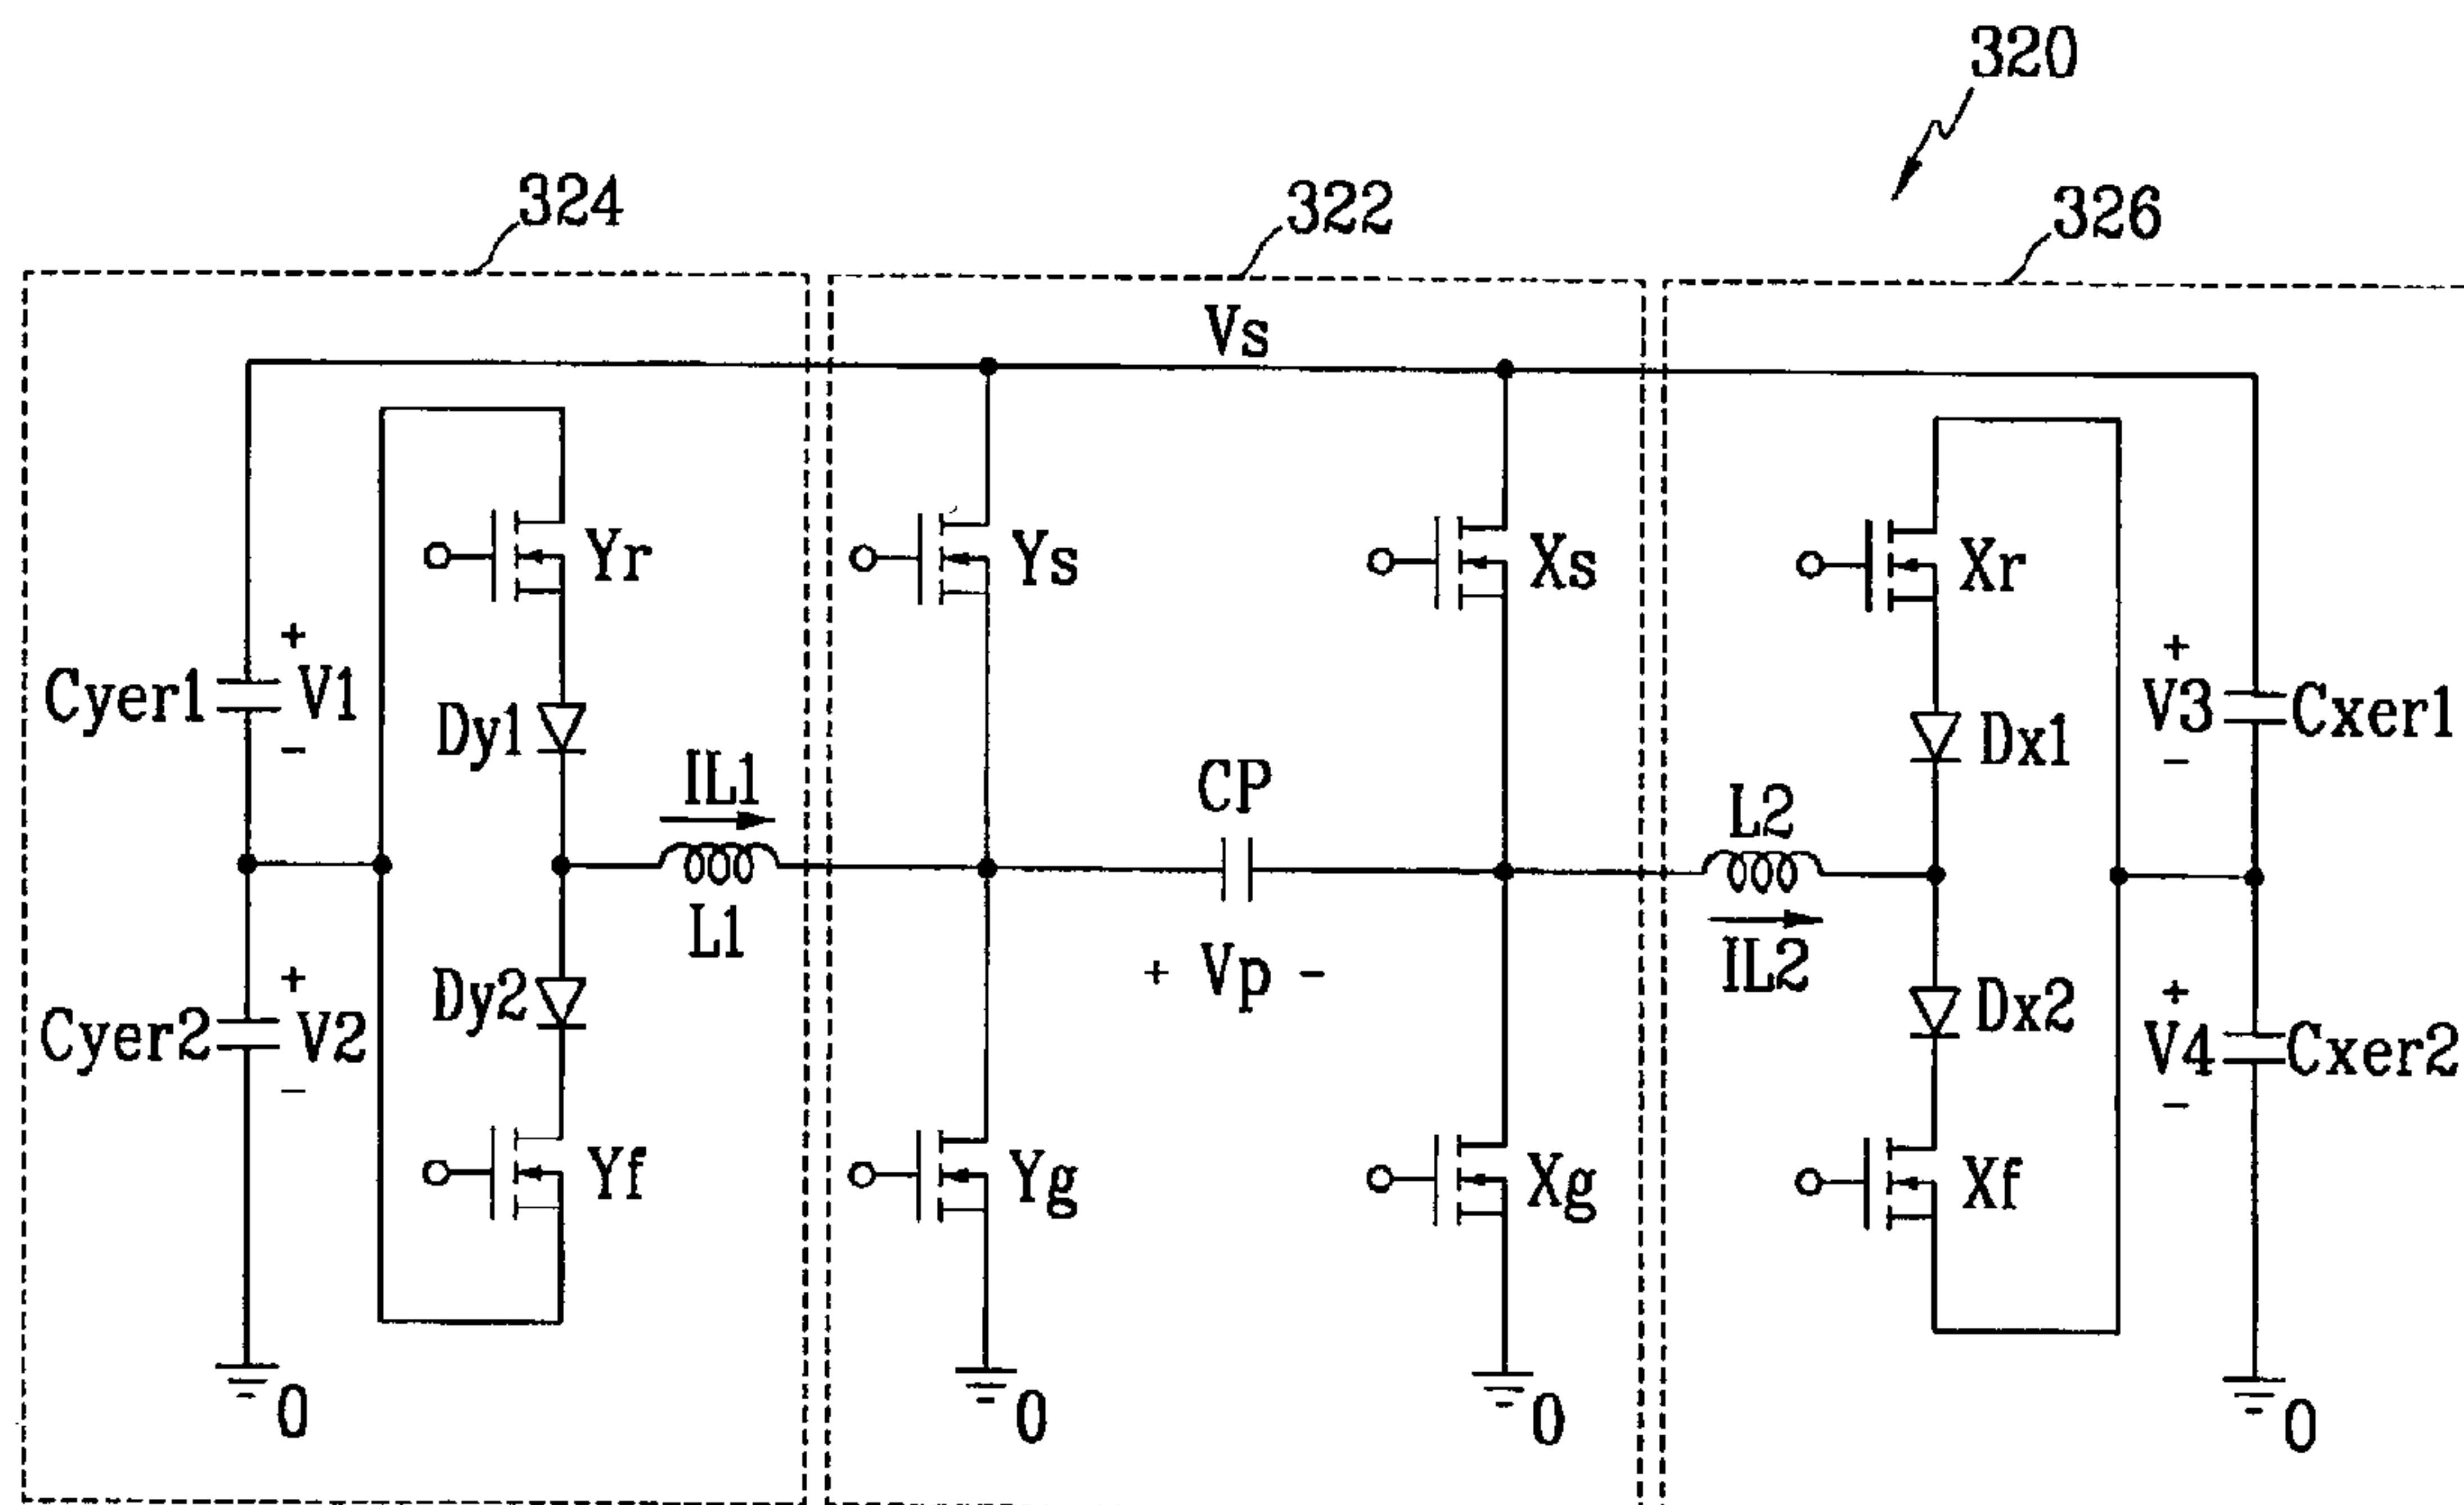 320
324
322
326
Vs
Yr
Ys
Xs
Xr
+
+
Cyer1
V1
Dy1
Dx1
V3
Cxer1
-
-
IL1
CP
L2
L1
+ Vp -
IL2
+
+
Cyer2
V2
Dy2
Dx2
V4
Cxer2
-
-
Yf
Yg
Xg
Xf
0
0
0
0